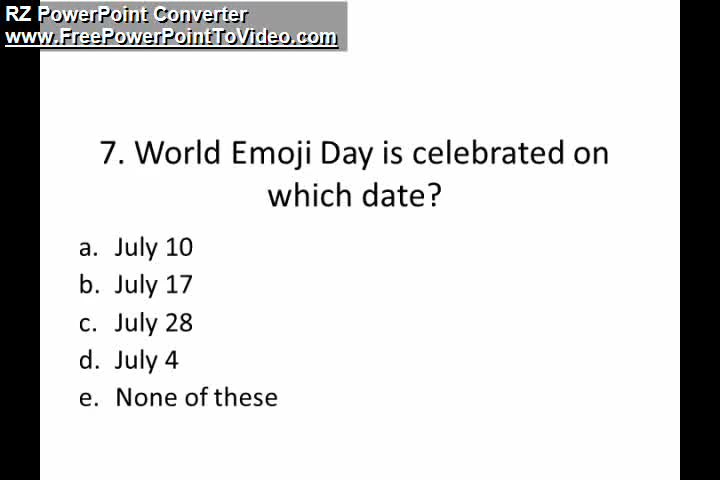 RZ PowerPoint Converter
www.FreePowerPointToVideo.com
7. World Emoji Day is celebrated on
which date?
a. July 10
b. July 17
c. July 28
d. July 4
e. None of these